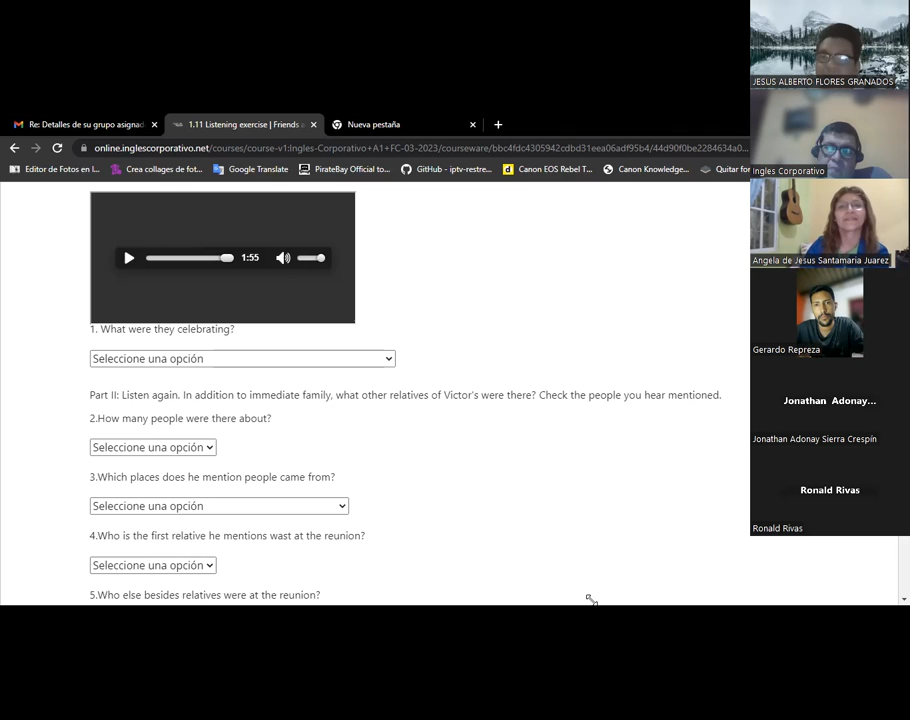 JESUS ALBERTO FLORES GRANADOS
Re: Detalles de su grupo asignad
1.11 Listening exercise | Friends a
Nueva pestaña
online.inglescorporativo.net/courses/course-v1:Ingles-Corporativo+A1+FC-03-2023/courseware/bbc4fdc4305942cdbd31eea06adf95b4/44d90f0be2284634a0...
Editor de Fotos en l...
Crea collages de fot...
Google Translate
PirateBay Official to...
GitHub - iptv-restre...
Canon EOS Rebel T...
Canon Knowledge...
Quitar for
Ingles Corporativo
1:55
Angela de Jesus Santamaria Juarez
1. What were they celebrating?
Seleccione una opción
Gerardo Repreza
Part II: Listen again. In addition to immediate family, what other relatives of Victor's were there? Check the people you hear mentioned.
Jonathan Adonay...
2.How many people were there about?
Jonathan Adonay Sierra Crespín
Seleccione una opción
3.Which places does he mention people came from?
Ronald Rivas
Seleccione una opción
Ronald Rivas
4.Who is the first relative he mentions wast at the reunion?
Seleccione una opción
5.Who else besides relatives were at the reunion?